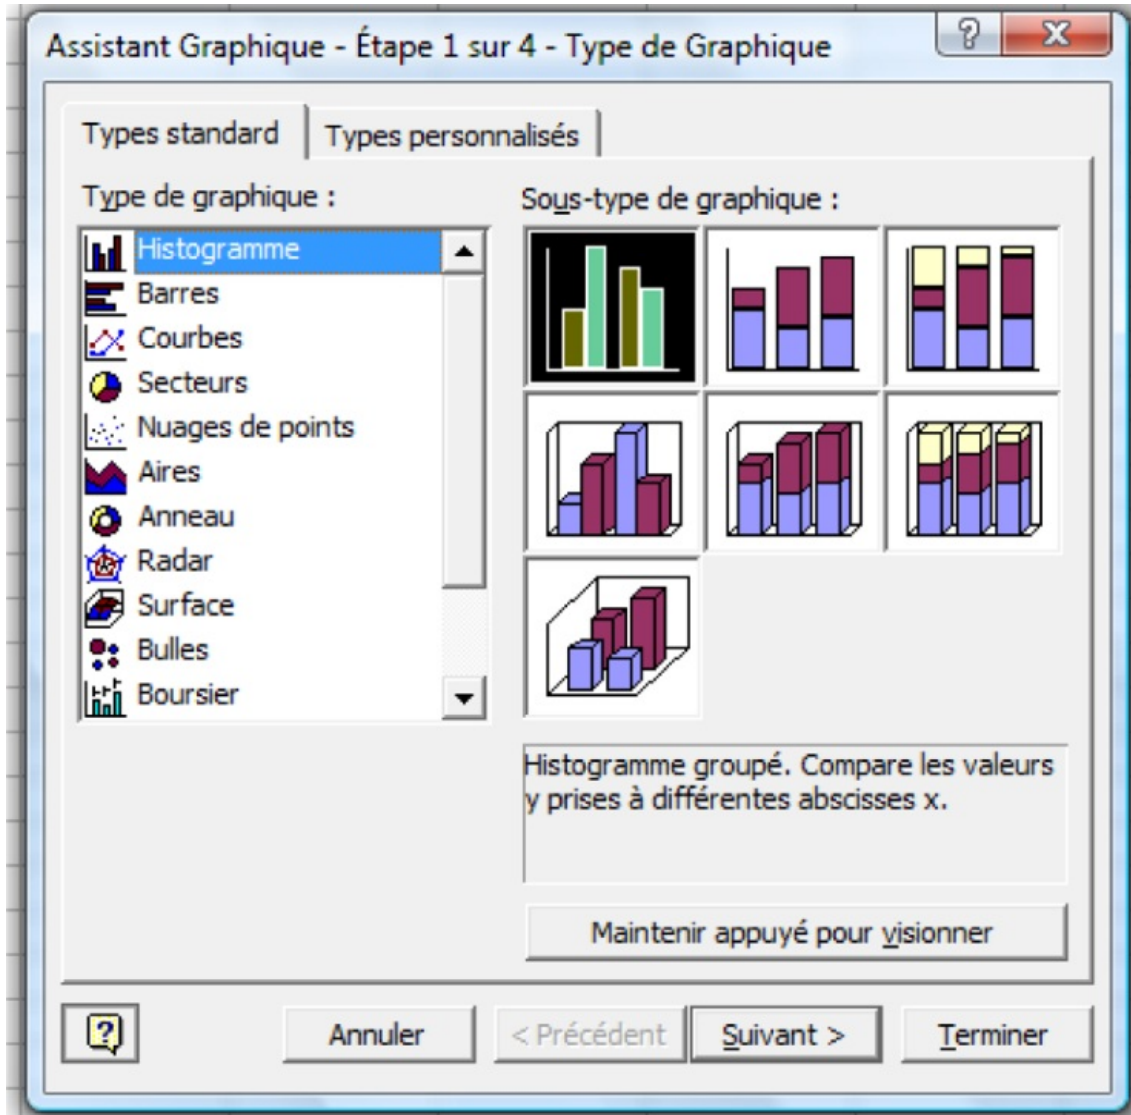 Assistant Graphique - Étape 1 sur 4 - Type de Graphique
Types standard
Types personnalisés
Type de graphique :
Histogramme
Barres
Courbes
Secteurs
Nuages de points
Aires
Anneau
Radar
Surface
Bulles
Boursier
Sous-type de graphique :
Histogramme groupé. Compare les valeurs
y prises à différentes abscisses x.
Maintenir appuyé pour visionner
Annuler
< Précédent
Suivant >
Terminer